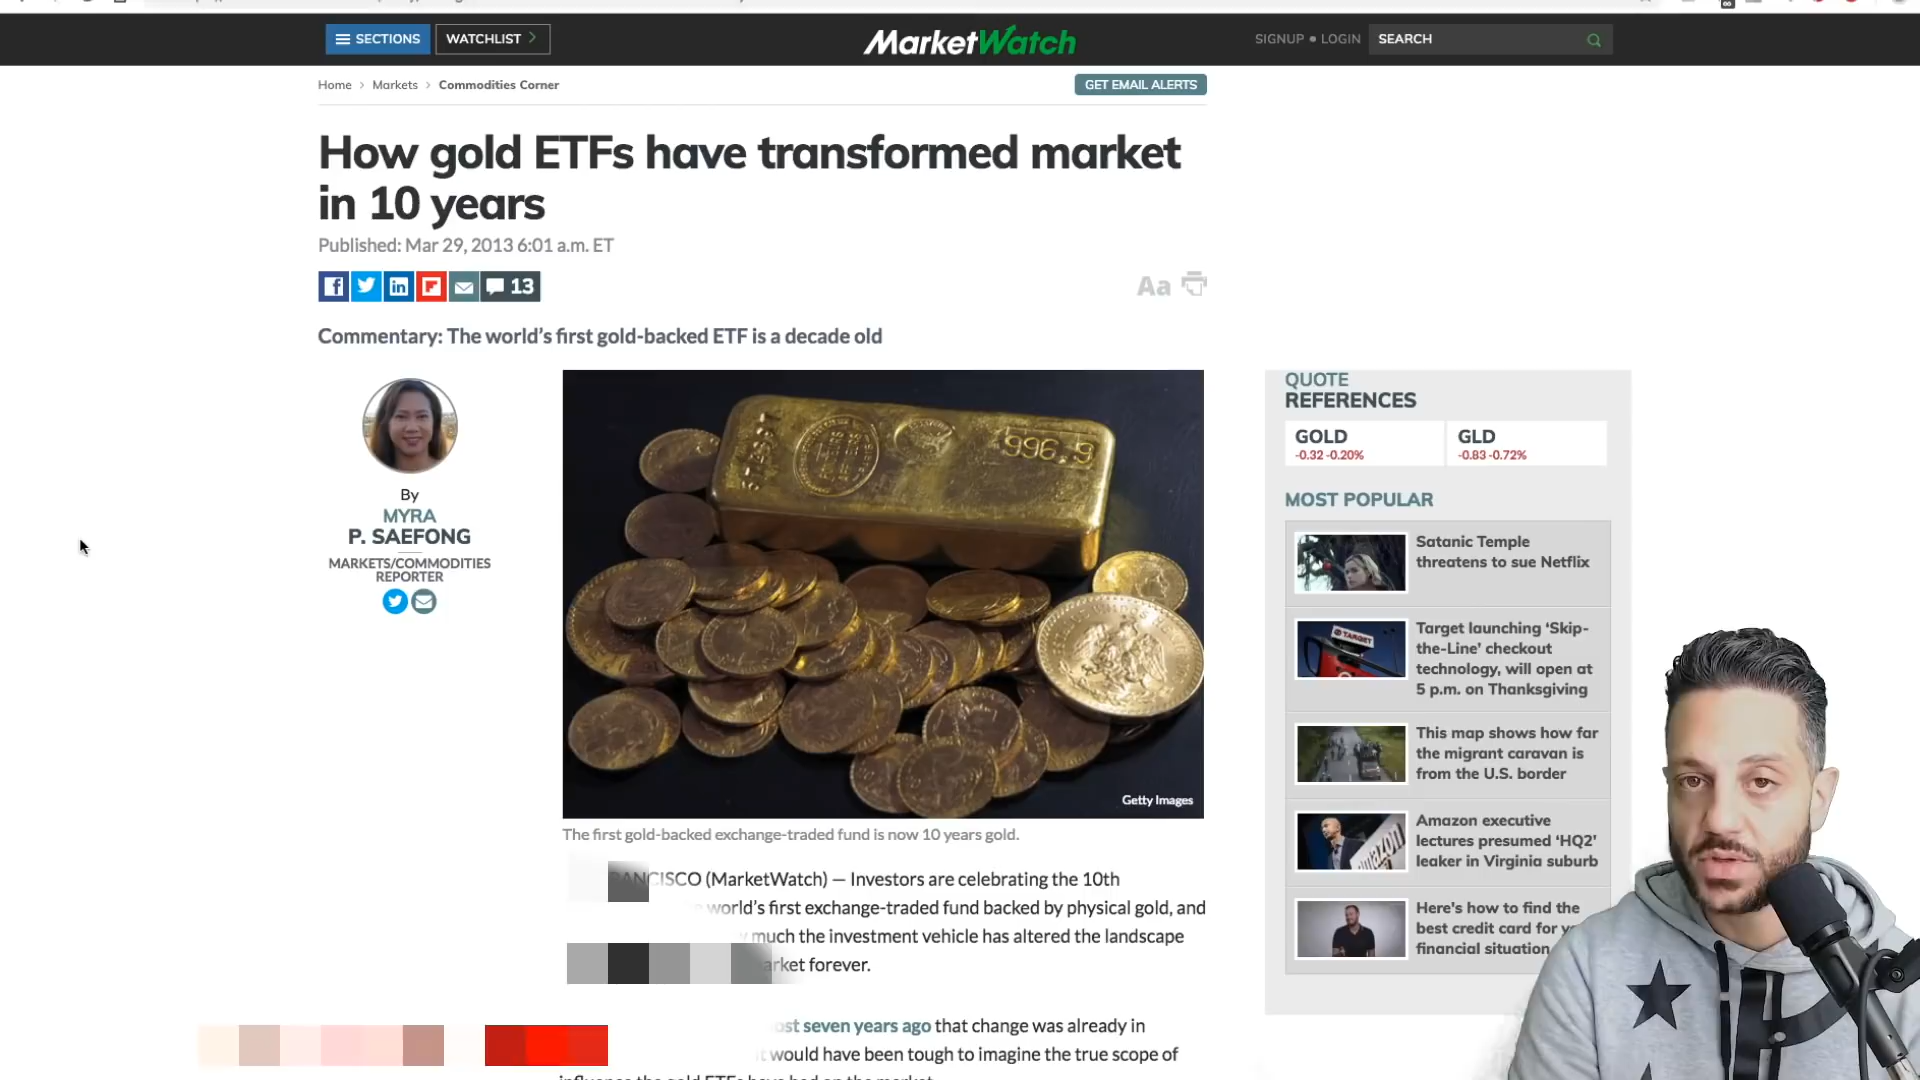 SECTIONS
WATCHLIST
MarketWatch
SIGNUP • LOGIN
SEARCH
Home > Markets > Commodities Corner
GET EMAIL ALERTS
How gold ETFs have transformed market
in 10 years
Published: Mar 29, 2013 6:01 a.m. ET
13
Aa
Commentary: The world’s first gold-backed ETF is a decade old
By
MYRA
P. SAEFONG
MARKETS/COMMODITIES
REPORTER
996.9
Getty Images
The first gold-backed exchange-traded fund is now 10 years gold.
(MarketWatch) — Investors are celebrating the 10th
world’s first exchange-traded fund backed by physical gold, and
much the investment vehicle has altered the landscape
forever.
seven years ago that change was already in
would have been tough to imagine the true scope of
influence the gold ETFs have had on the market
QUOTE
REFERENCES
GOLD
-0.32 -0.20%
GLD
-0.83 -0.72%
MOST POPULAR
Satanic Temple
threatens to sue Netflix
TARGET
Target launching ‘Skip-
the-Line’ checkout
technology, will open at
5 p.m. on Thanksgiving
This map shows how far
the migrant caravan is
from the U.S. border
amazon
Amazon executive
lectures presumed ‘HQ2’
leaker in Virginia suburb
Here's how to find the
best credit card for
financial situation